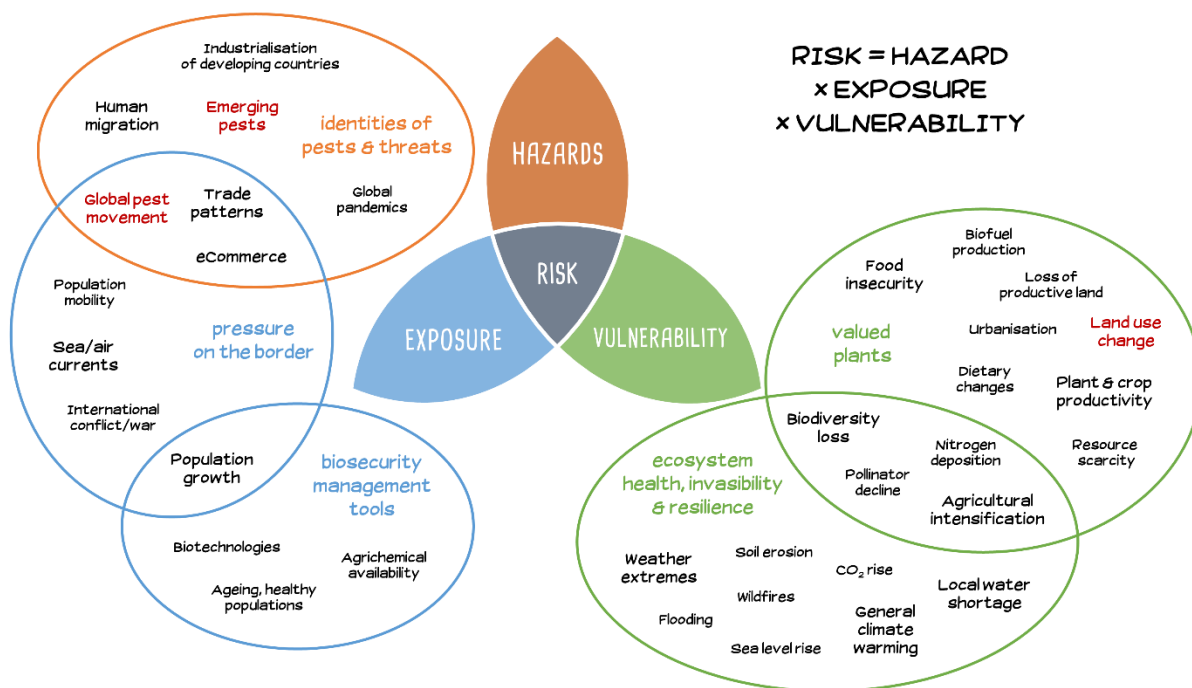 Industrialisation
of developing countries
Human
migration
Emerging
pests
identities of
pests & threats
Global pest
movement
Trade
patterns
Global
pandemics
eCommerce
Population
mobility
Sea/air
currents
pressure
on the border
International
conflict/war
Population
growth
biosecurity
management
tools
Biotechnologies
Agrichemical
availability
Ageing, healthy
populations
HAZARDS
RISK
EXPOSURE
VULNERABILITY
RISK = HAZARD
× EXPOSURE
× VULNERABILITY
Biofuel
production
Food
insecurity
Loss of
productive land
valued
plants
Urbanisation
Land use
change
Dietary
changes
Plant & crop
productivity
Biodiversity
loss
Nitrogen
deposition
Resource
scarcity
Pollinator
decline
Agricultural
intensification
ecosystem
health, invasibility
& resilience
Weather
extremes
Soil erosion
CO₂ rise
Local water
shortage
Wildfires
Flooding
General
climate
warming
Sea level rise